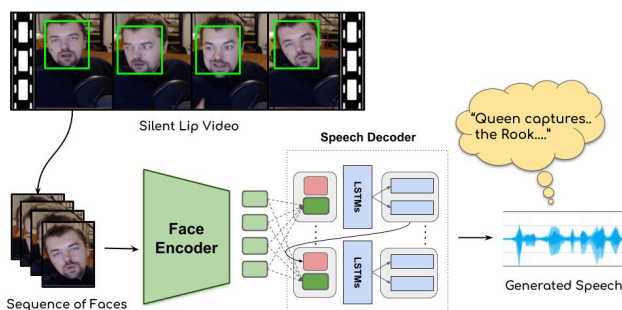 Silent Lip Video
"Queen captures..
the Rook...."
Speech Decoder
LSTMs
Face
Encoder
LSTMs
Sequence of Faces
Generated Speech